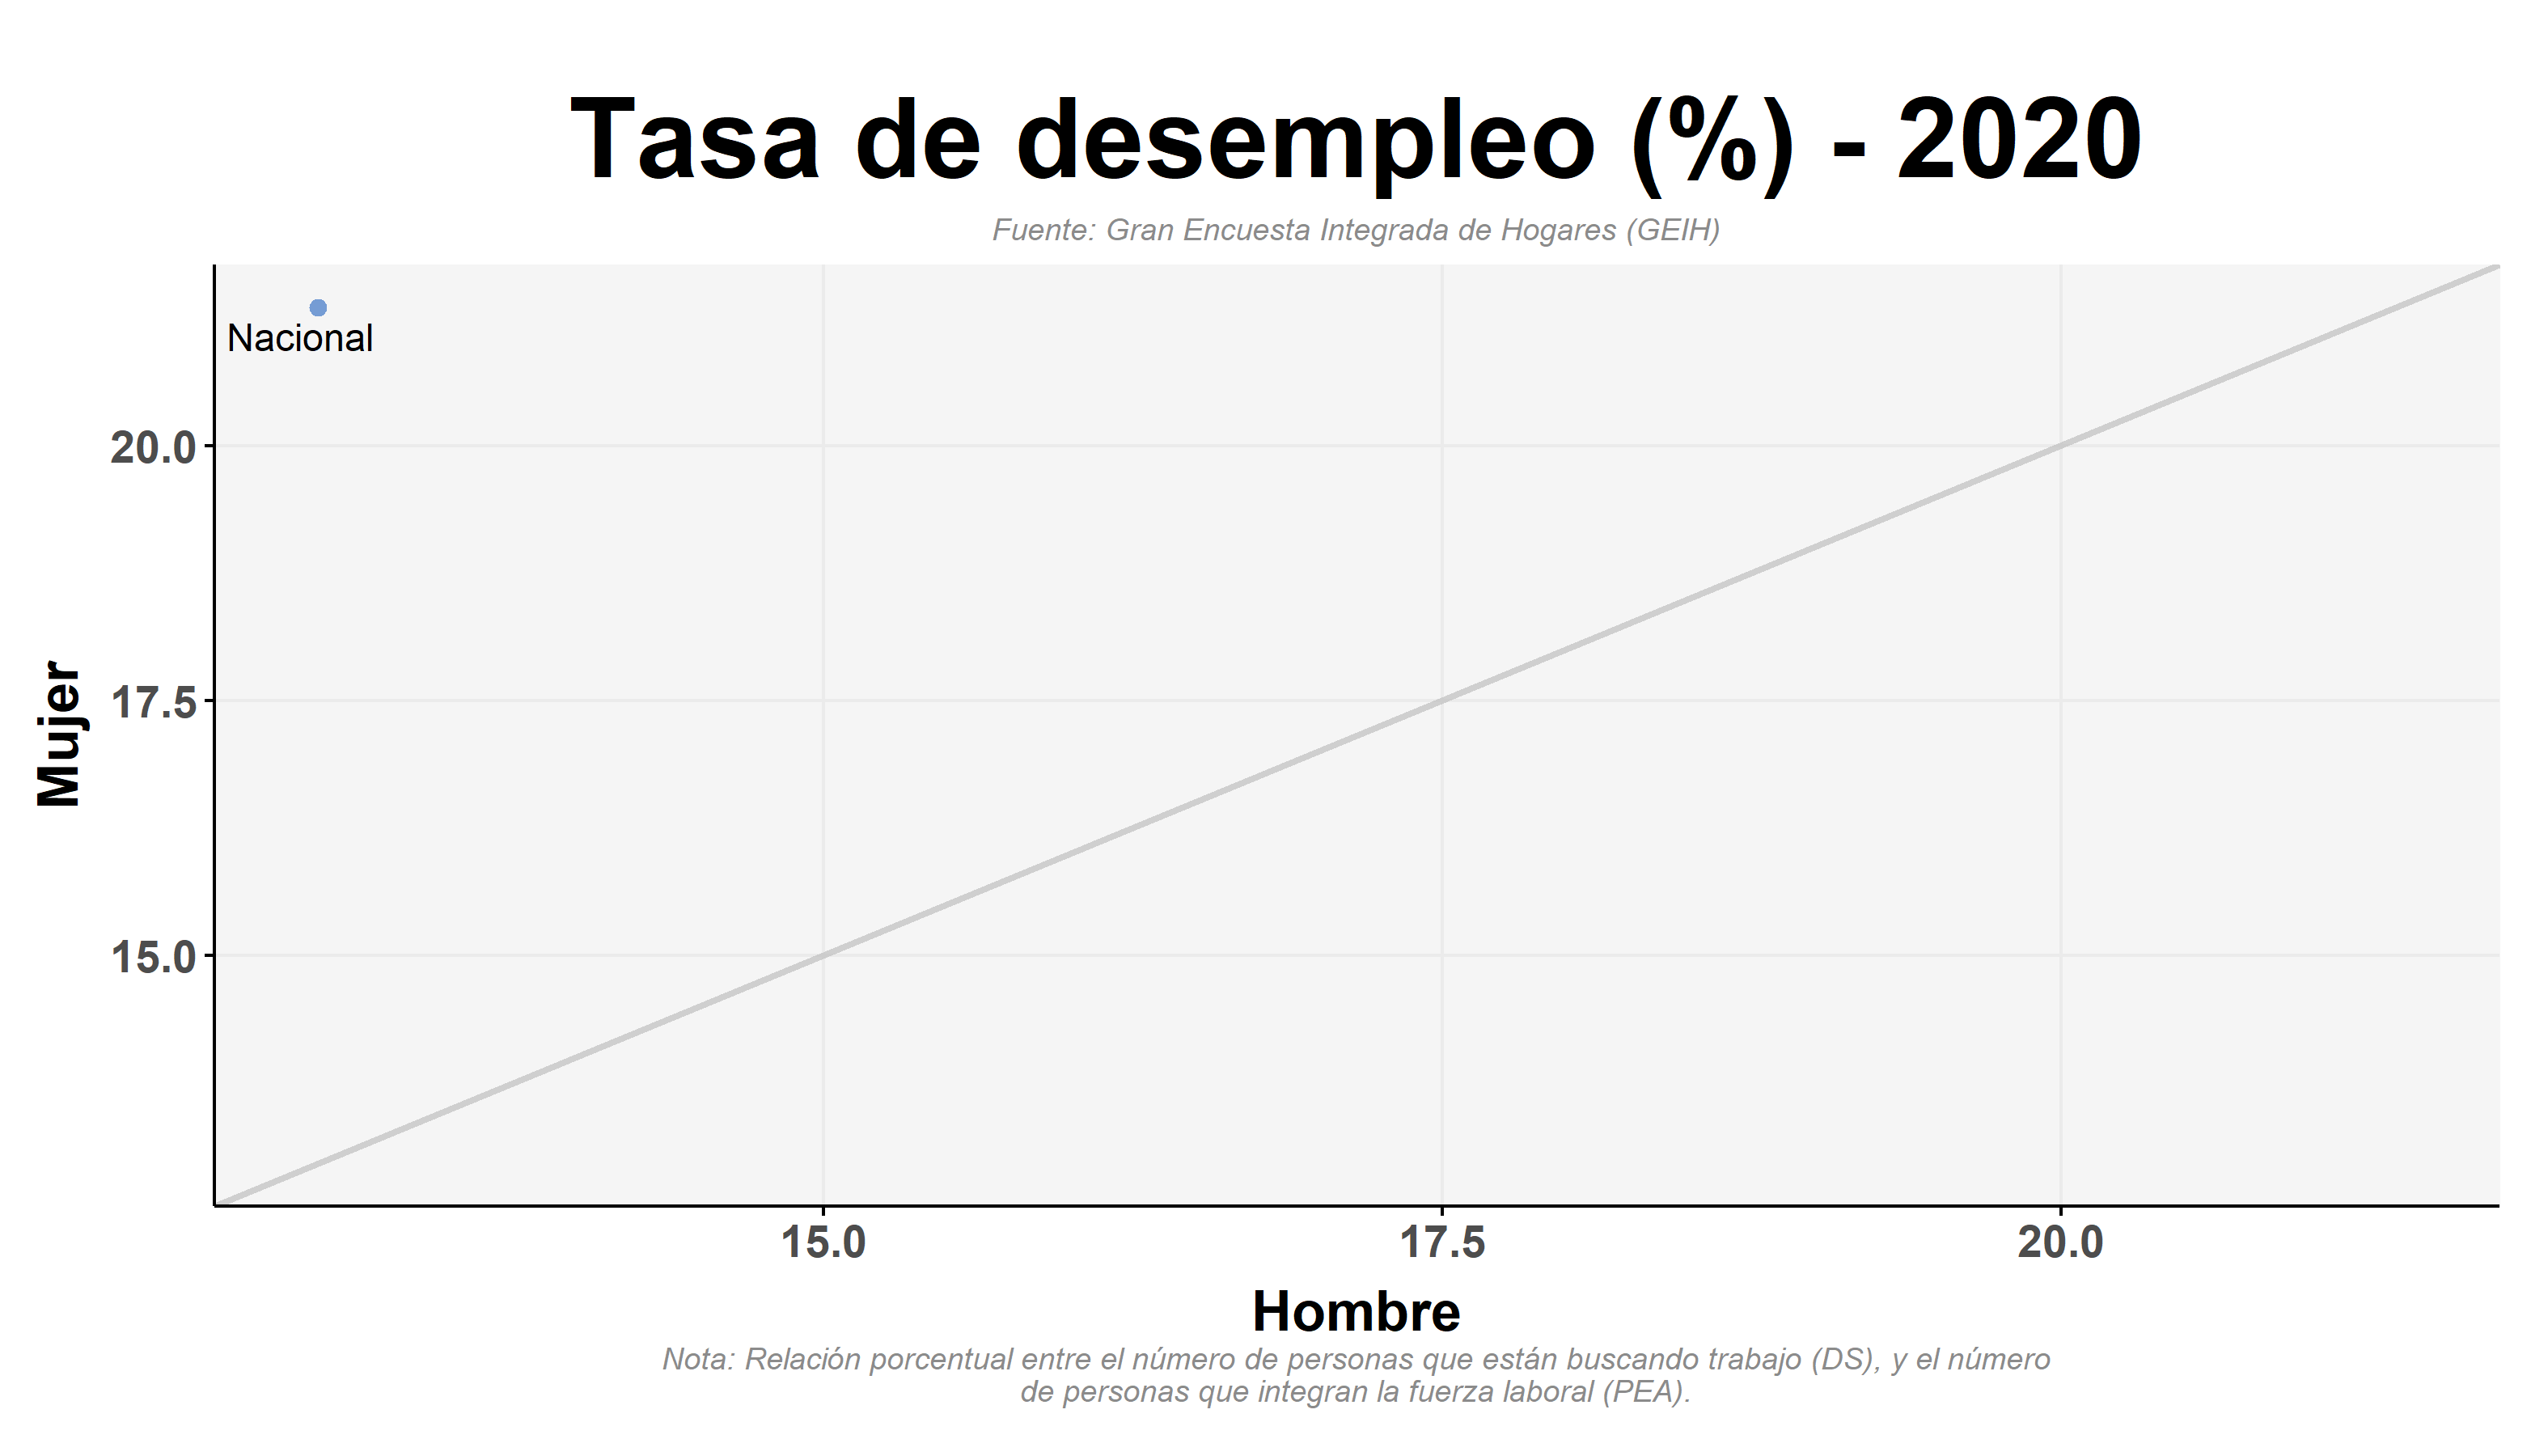 Tasa de desempleo (%) - 2020
Fuente: Gran Encuesta Integrada de Hogares (GEIH)
Nacional
20.0
17.5
15.0
Mujer
15.0
17.5
20.0
Hombre
Nota: Relación porcentual entre el número de personas que están buscando trabajo (DS), y el número
de personas que integran la fuerza laboral (PEA).